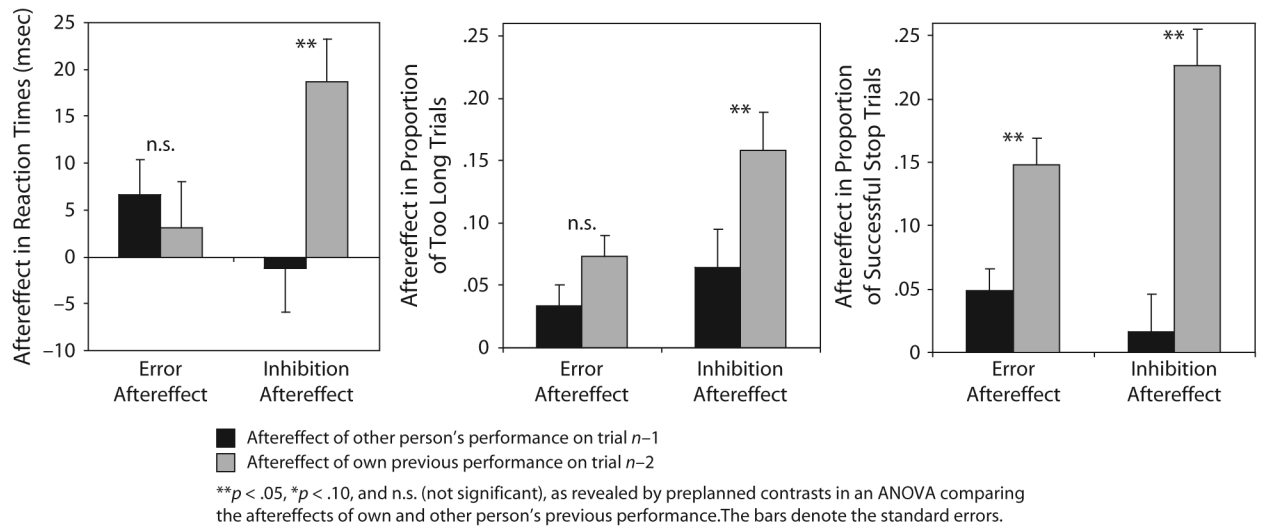 Aftereffect in Reaction Times (msec)
25
20
15
10
5
0
–5
–10
n.s.
**
Error
Aftereffect
Inhibition
Aftereffect
Aftereffect in Proportion
of Too Long Trials
.25
.20
.15
.10
.05
0
n.s.
**
Error
Aftereffect
Inhibition
Aftereffect
Aftereffect in Proportion
of Successful Stop Trials
.25
.20
.15
.10
.05
0
**
**
Error
Aftereffect
Inhibition
Aftereffect
Aftereffect of other person's performance on trial n–1
Aftereffect of own previous performance on trial n–2
**p < .05, *p < .10, and n.s. (not significant), as revealed by preplanned contrasts in an ANOVA comparing
the aftereffects of own and other person's previous performance.The bars denote the standard errors.